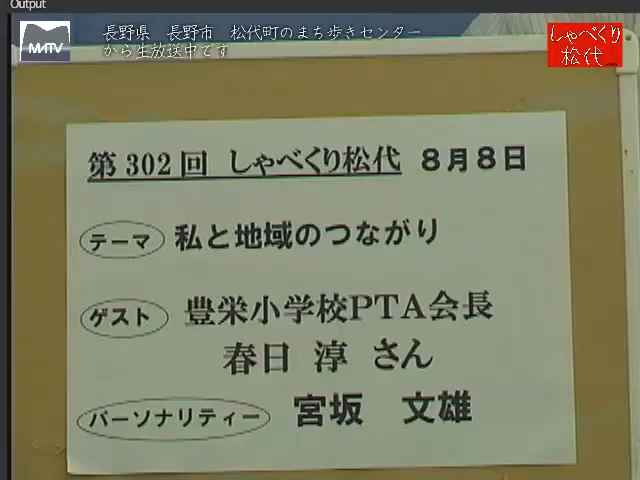 Output
M-ATV
長野県　長野市　松代町のまち歩きセンター
から生放送中です
しゃべくり
松代
第302回 しゃべくり松代 8月8日
テーマ 私と地域のつながり
ゲスト 豊栄小学校PTA会長
春日 淳 さん
パーソナリティー 宮坂 文雄